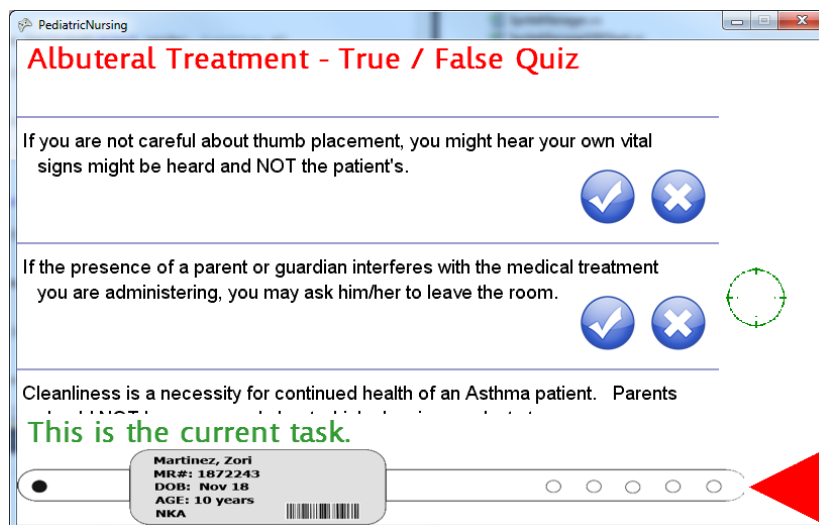 PediatricNursing
Albuteral Treatment - True / False Quiz
If you are not careful about thumb placement, you might hear your own vital
signs might be heard and NOT the patient's.
If the presence of a parent or guardian interferes with the medical treatment
you are administering, you may ask him/her to leave the room.
Cleanliness is a necessity for continued health of an Asthma patient. Parents
This is the current task.
Martinez, Zori
MR#: 1872243
DOB: Nov 18
AGE: 10 years
NKA